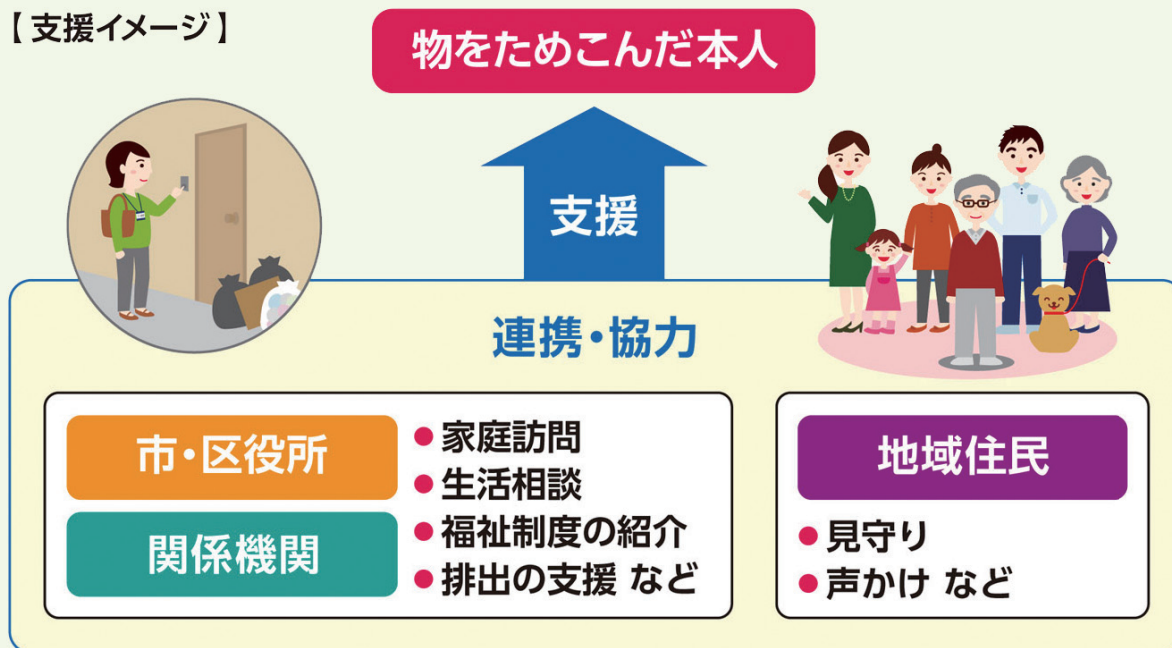 【支援イメージ】
物をためこんだ本人
支援
連携・協力
市・区役所
関係機関
●家庭訪問
●生活相談
●福祉制度の紹介
●排出の支援 など
地域住民
●見守り
●声かけ など